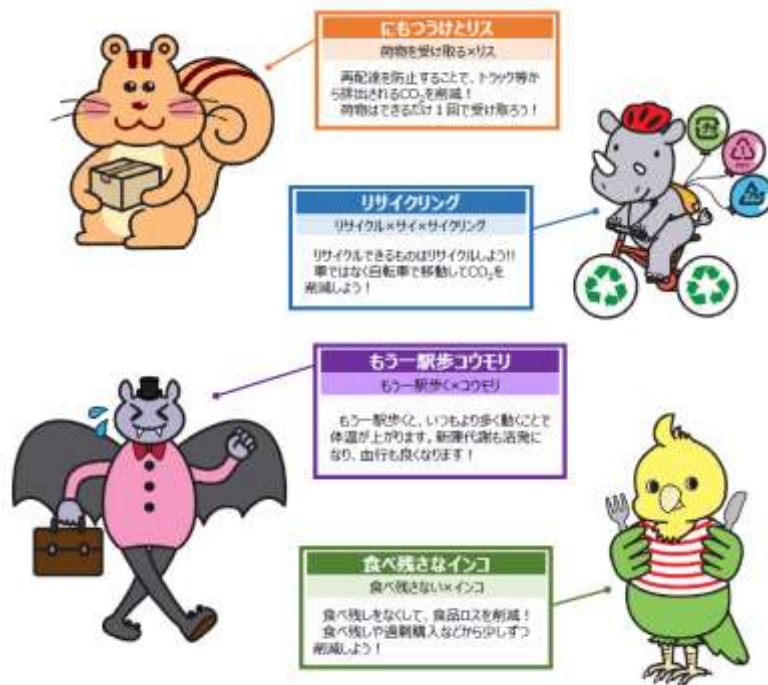 にもつうけとリス
荷物を受け取る×リス
再配達を防止することで、トラック等か
ら排出されるCO₂を削減！
荷物はできるだけ1回で受け取ろう！
リサイクリング
リサイクル×サイ×サイクリング
リサイクルできるものはリサイクルしよう!!
車ではなく自転車で移動してCO₂を
削減しよう！
もう一駅歩コウモリ
もう一駅歩く×コウモリ
もう一駅歩くと、いつもより多く動くことで
体温が上がります。新陳代謝も活発に
なり、血行も良くなります！
食べ残さなインコ
食べ残さない×インコ
食べ残しをなくして、食品ロスを削減！
食べ残しや過剰購入などから少しずつ
削減しよう！